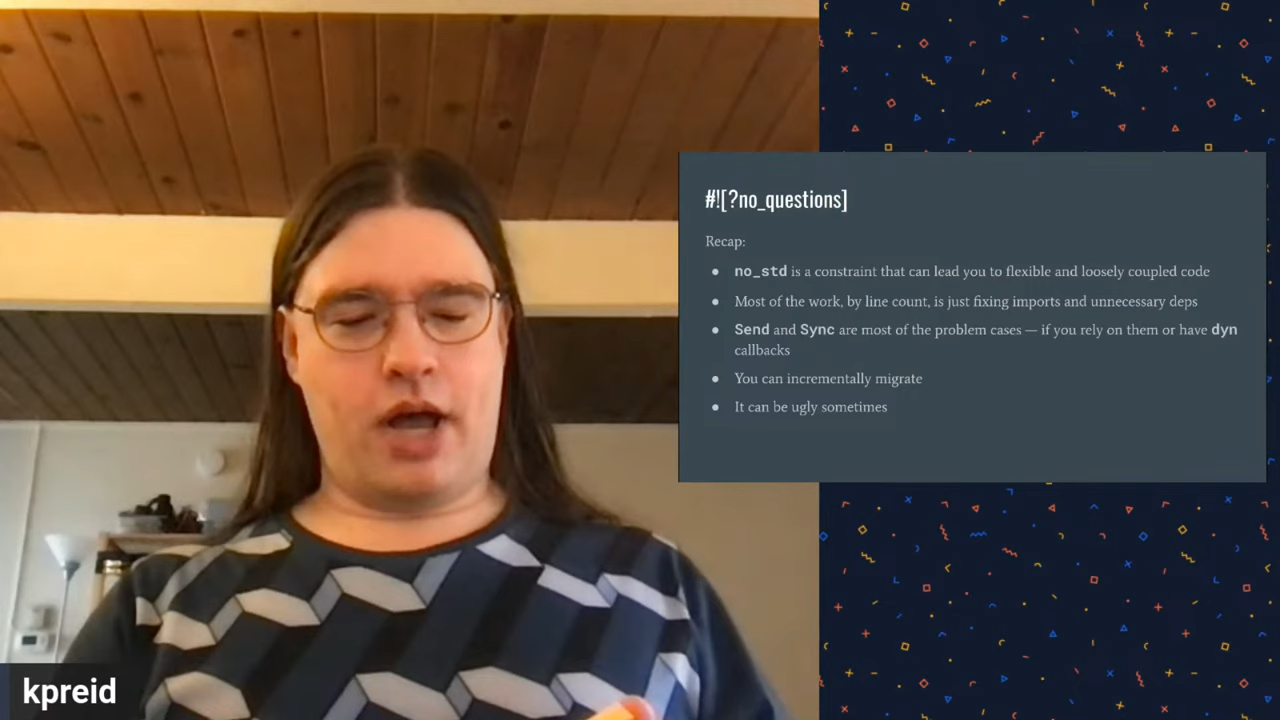 #![?no_questions]
Recap:
● no_std is a constraint that can lead you to flexible and loosely coupled code
● Most of the work, by line count, is just fixing imports and unnecessary deps
● Send and Sync are most of the problem cases — if you rely on them or have dyn
callbacks
● You can incrementally migrate
● It can be ugly sometimes
kpreid